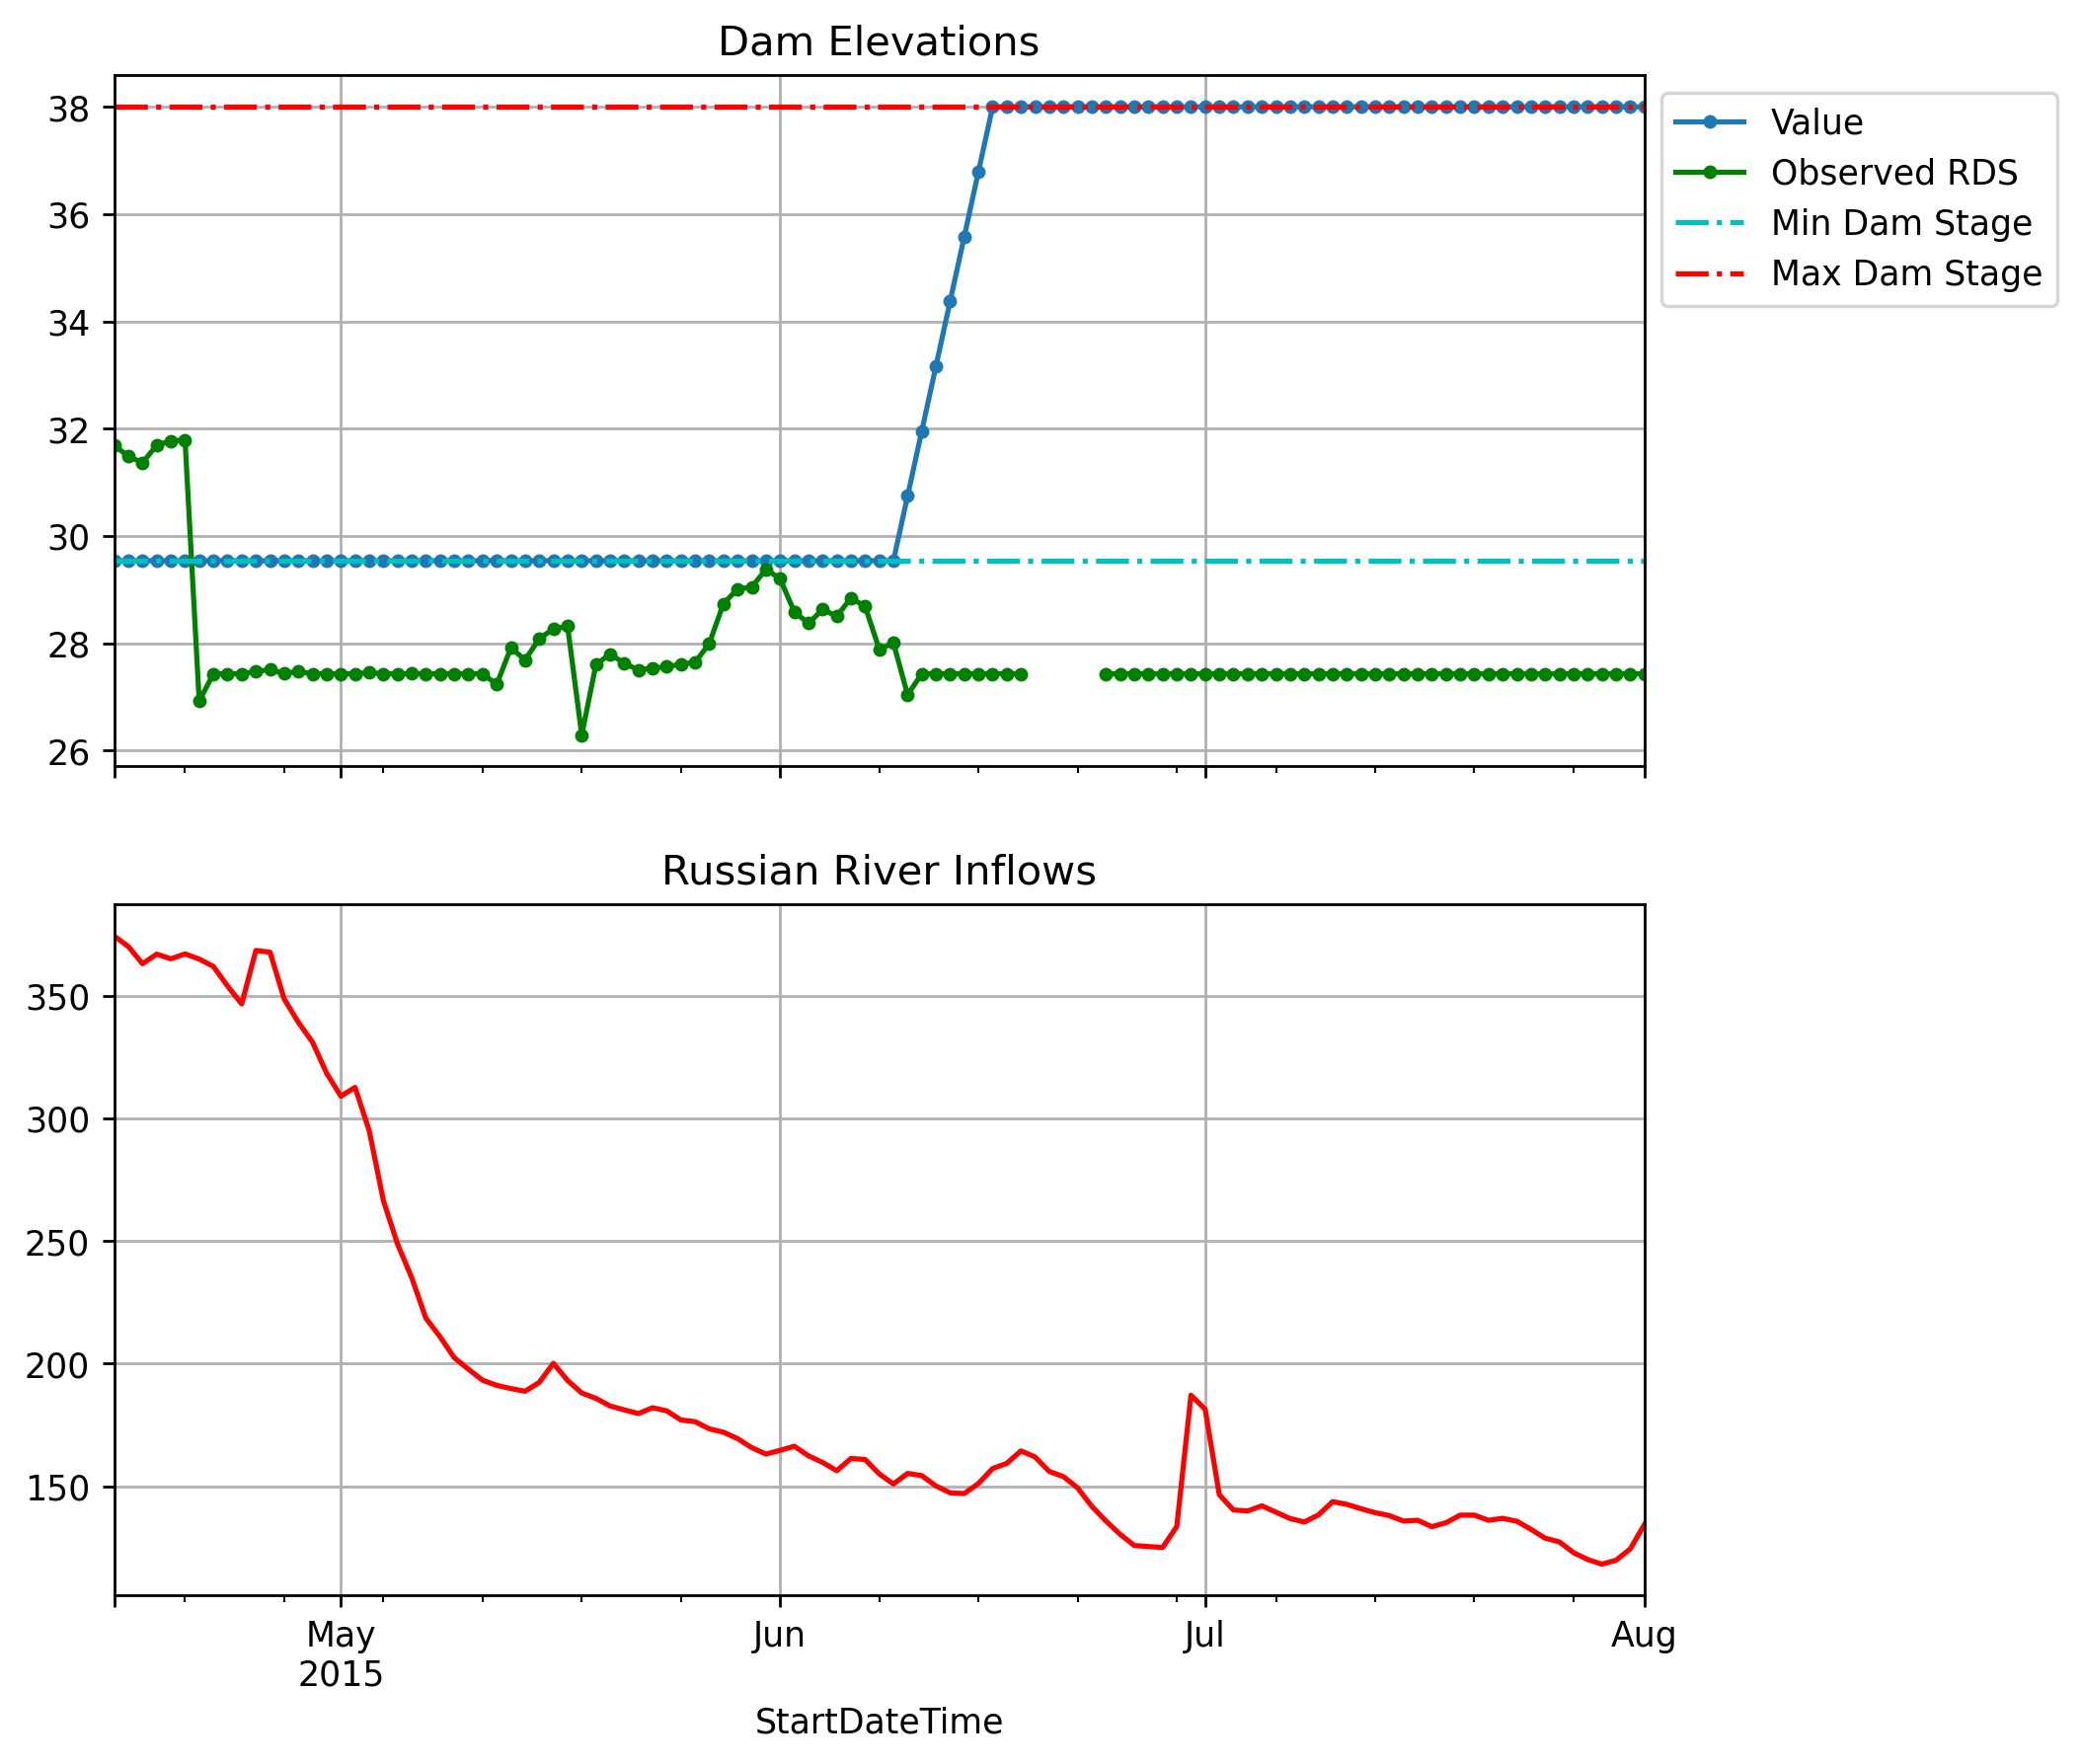 Dam Elevations
38
36
34
32
30
28
26
Value
Observed RDS
Min Dam Stage
Max Dam Stage
Russian River Inflows
350
300
250
200
150
May
2015
Jun
Jul
Aug
StartDateTime